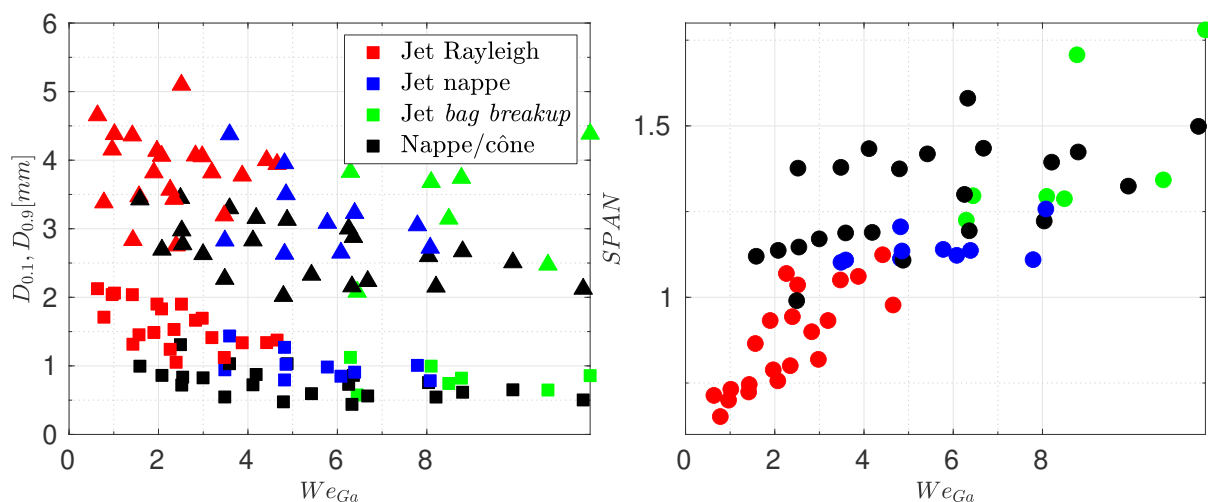 6
5
4
3
2
1
0
D0.1, D0.9[mm]
Jet Rayleigh
Jet nappe
Jet bag breakup
Nappe/cône
0 2 4 6 8
WeGa
1.5
1
SPAN
0 2 4 6 8
WeGa